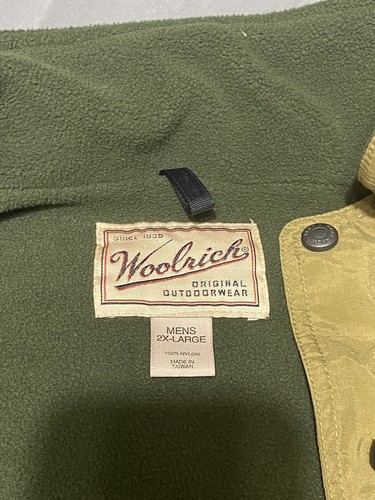 SINCE 1830
Woolrich®
ORIGINAL
OUTDOORWEAR
MENS
2X-LARGE
100% NYLON
MADE IN
TAIWAN